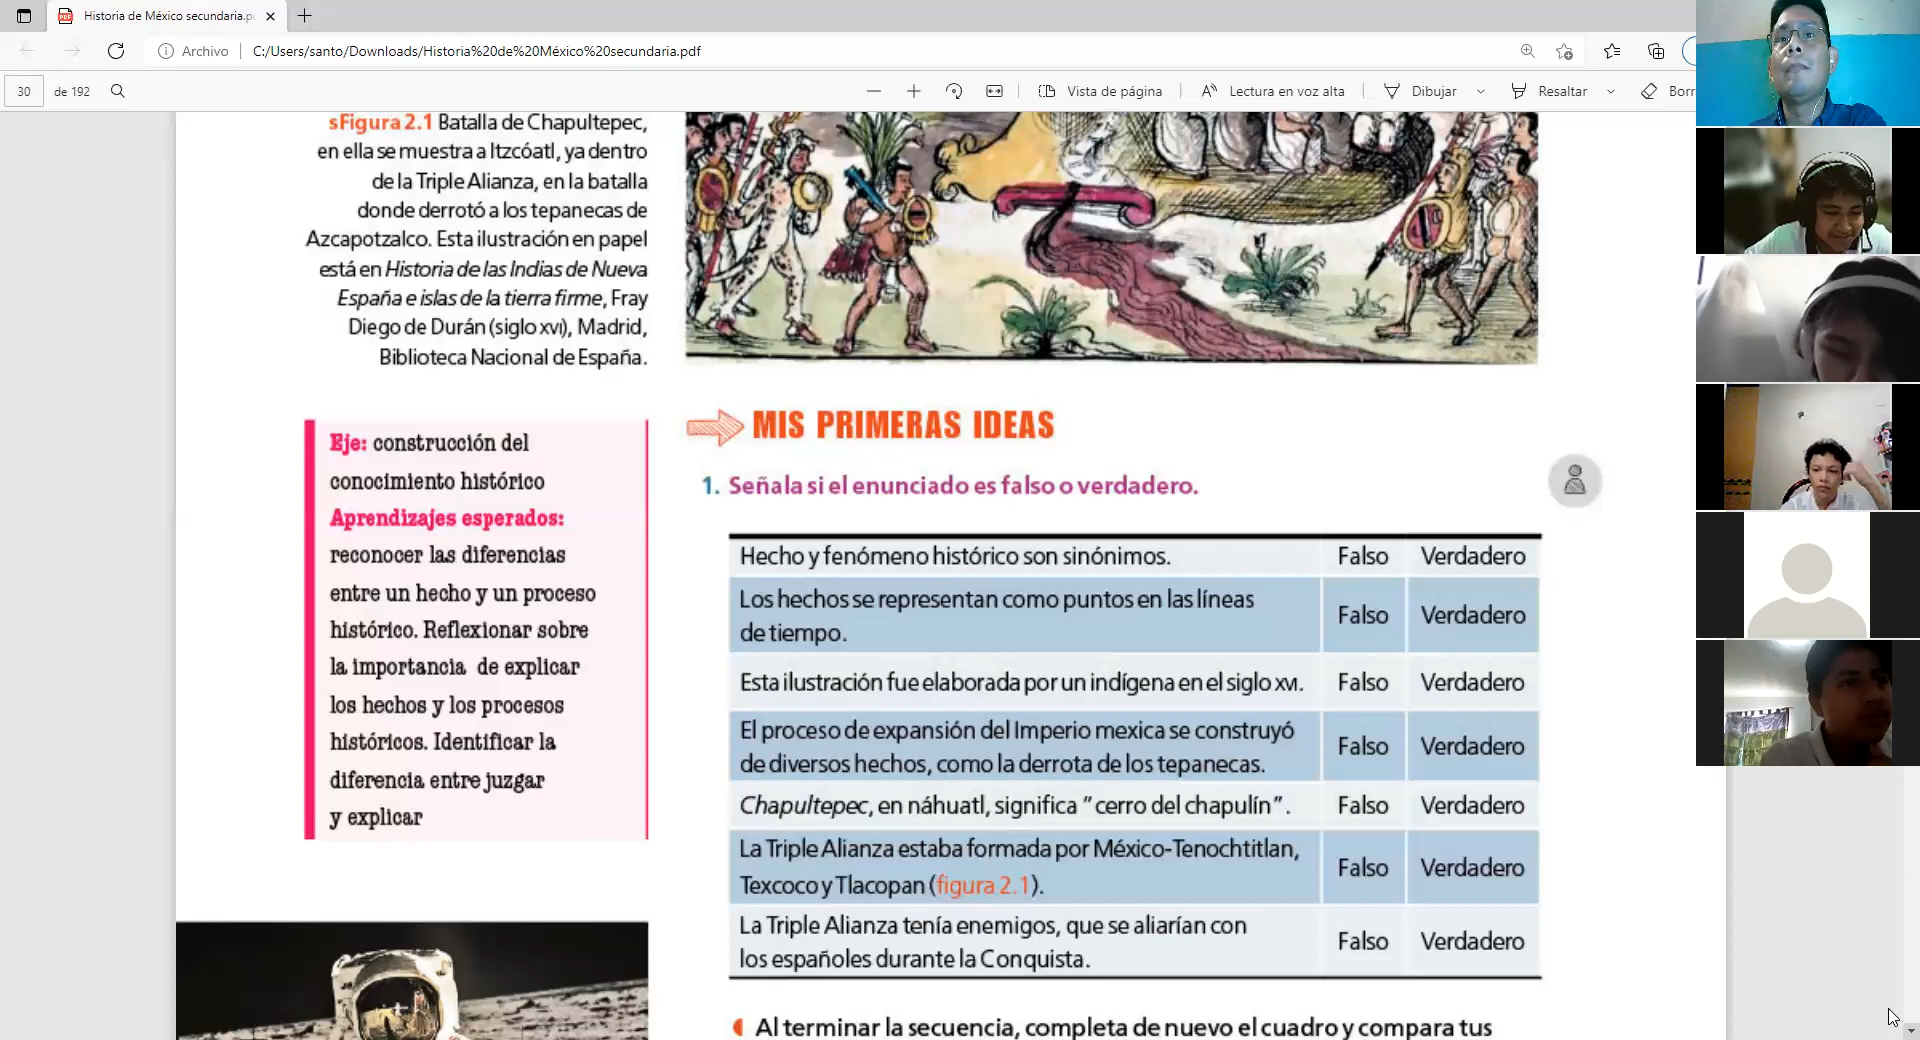 Historia de México secundaria.p
Archivo
C:/Users/santo/Downloads/Historia%20de%20México%20secundaria.pdf
30
de 192
Vista de página
Lectura en voz alta
Dibujar
Resaltar
Borr
sFigura 2.1 Batalla de Chapultepec,
en ella se muestra a Itzcóatl, ya dentro
de la Triple Alianza, en la batalla
donde derrotó a los tepanecas de
Azcapotzalco. Esta ilustración en papel
está en Historia de las Indias de Nueva
España e islas de la tierra firme, Fray
Diego de Durán (siglo XVI), Madrid,
Biblioteca Nacional de España.
Eje: construcción del
conocimiento histórico
Aprendizajes esperados:
reconocer las diferencias
entre un hecho y un proceso
histórico. Reflexionar sobre
la importancia de explicar
los hechos y los procesos
históricos. Identificar la
diferencia entre juzgar
y explicar
MIS PRIMERAS IDEAS
1. Señala si el enunciado es falso o verdadero.
Hecho y fenómeno histórico son sinónimos. Falso Verdadero
Los hechos se representan como puntos en las líneas
de tiempo. Falso Verdadero
Esta ilustración fue elaborada por un indígena en el siglo XVI. Falso Verdadero
El proceso de expansión del Imperio mexica se construyó
de diversos hechos, como la derrota de los tepanecas. Falso Verdadero
Chapultepec, en náhuatl, significa "cerro del chapulín". Falso Verdadero
La Triple Alianza estaba formada por México-Tenochtitlan,
Texcoco y Tlacopan (figura 2.1). Falso Verdadero
La Triple Alianza tenía enemigos, que se aliarían con
los españoles durante la Conquista. Falso Verdadero
Al terminar la secuencia, completa de nuevo el cuadro y compara tus